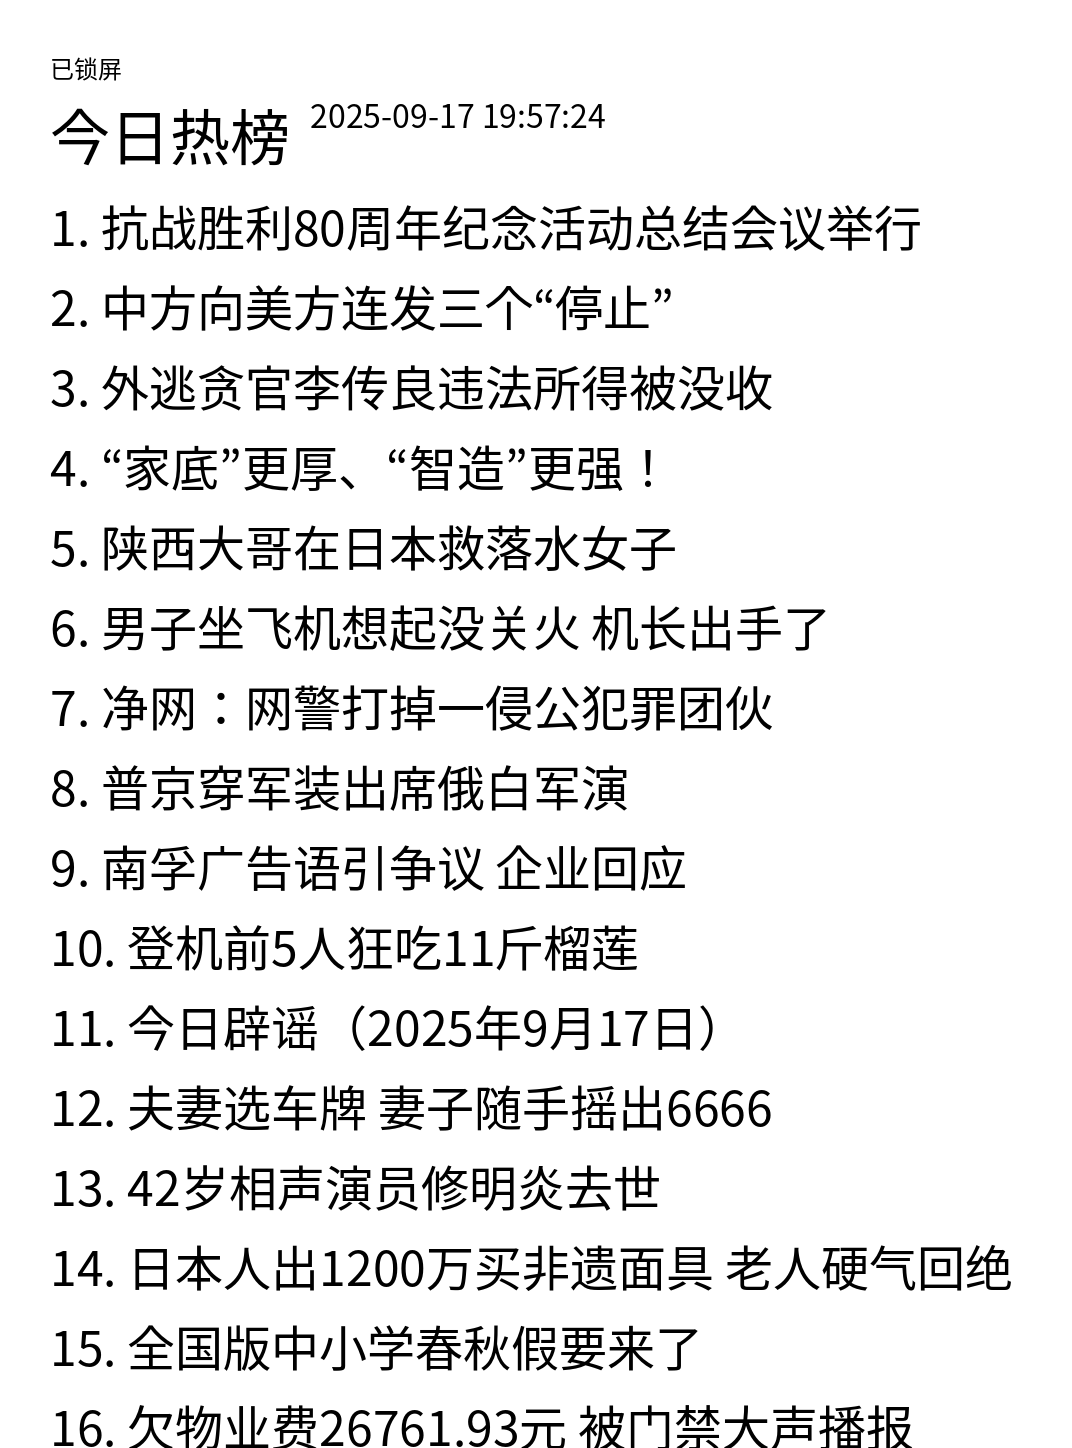 已锁屏
今日热榜 2025-09-17 19:57:24
1. 抗战胜利80周年纪念活动总结会议举行
2. 中方向美方连发三个“停止”
3. 外逃贪官李传良违法所得被没收
4. “家底”更厚、“智造”更强！
5. 陕西大哥在日本救落水女子
6. 男子坐飞机想起没关火 机长出手了
7. 净网：网警打掉一侵公犯罪团伙
8. 普京穿军装出席俄白军演
9. 南孚广告语引争议 企业回应
10. 登机前5人狂吃11斤榴莲
11. 今日辟谣（2025年9月17日）
12. 夫妻选车牌 妻子随手摇出6666
13. 42岁相声演员修明炎去世
14. 日本人出1200万买非遗面具 老人硬气回绝
15. 全国版中小学春秋假要来了
16. 欠物业费26761.93元 被门禁大声播报